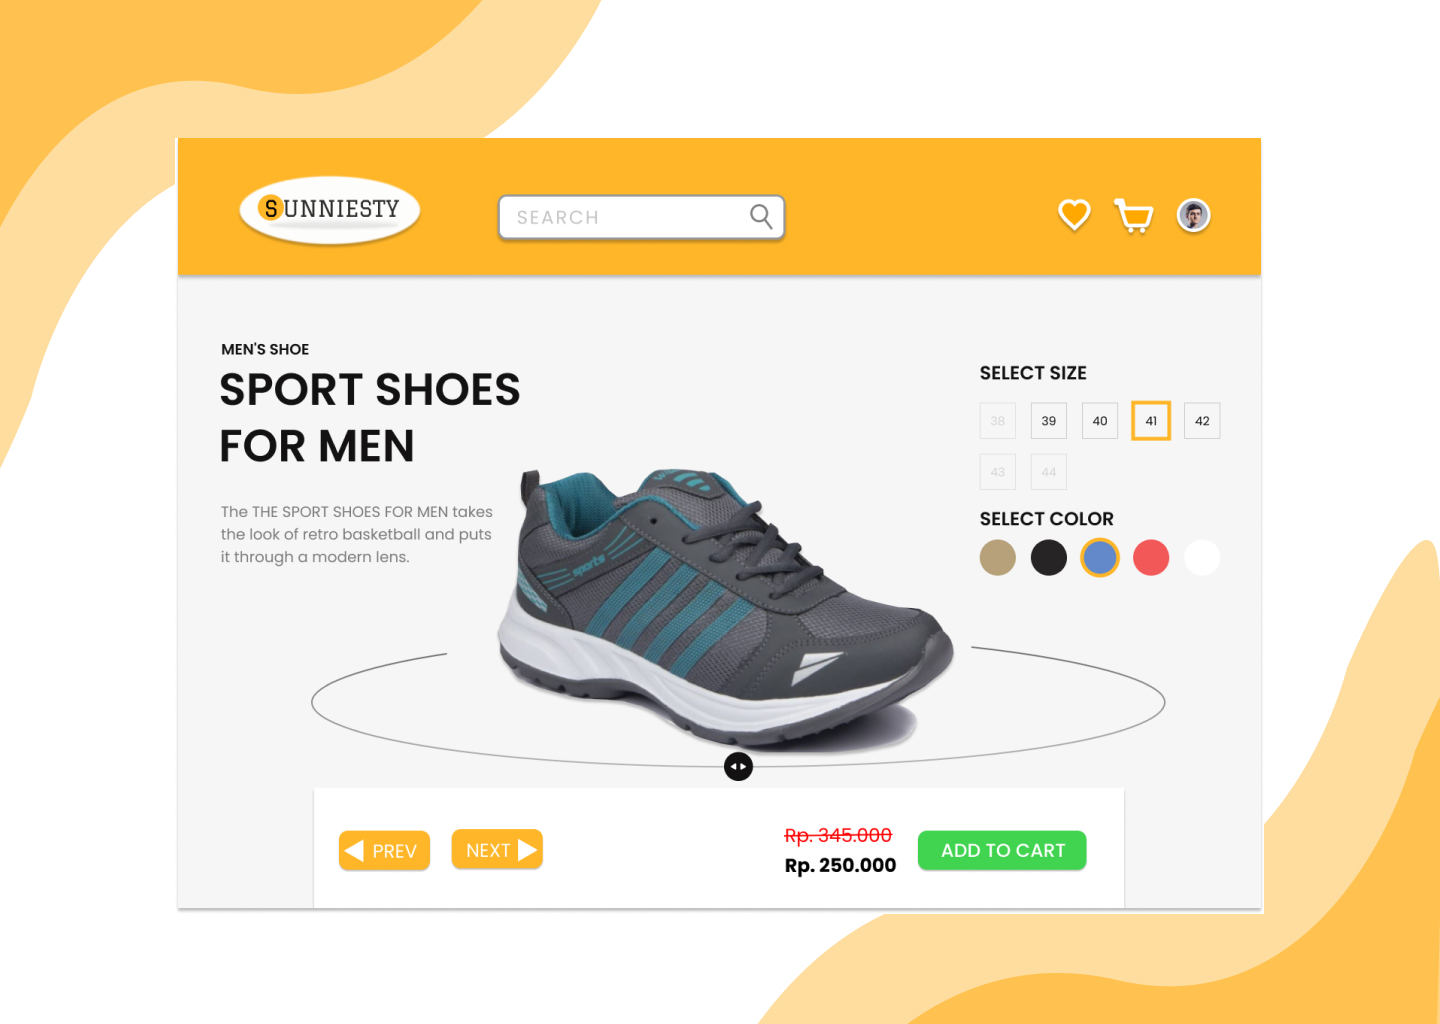 SUNNIESTY
SEARCH
MEN'S SHOE
SPORT SHOES
FOR MEN
The THE SPORT SHOES FOR MEN takes
the look of retro basketball and puts
it through a modern lens.
sports
SELECT SIZE
38 39 40 41 42
43 44
SELECT COLOR
PREV
NEXT
Rp. 345.000
Rp. 250.000
ADD TO CART